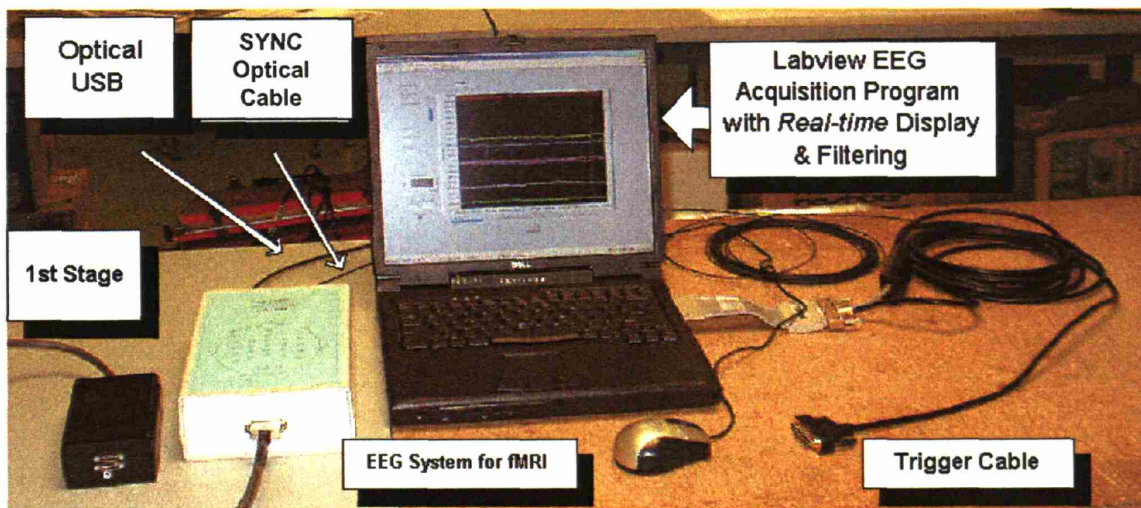 Optical
USB
SYNC
Optical
Cable
Labview EEG
Acquisition Program
with Real-time Display
& Filtering
1st Stage
DELL
EEG System for fMRI
Trigger Cable